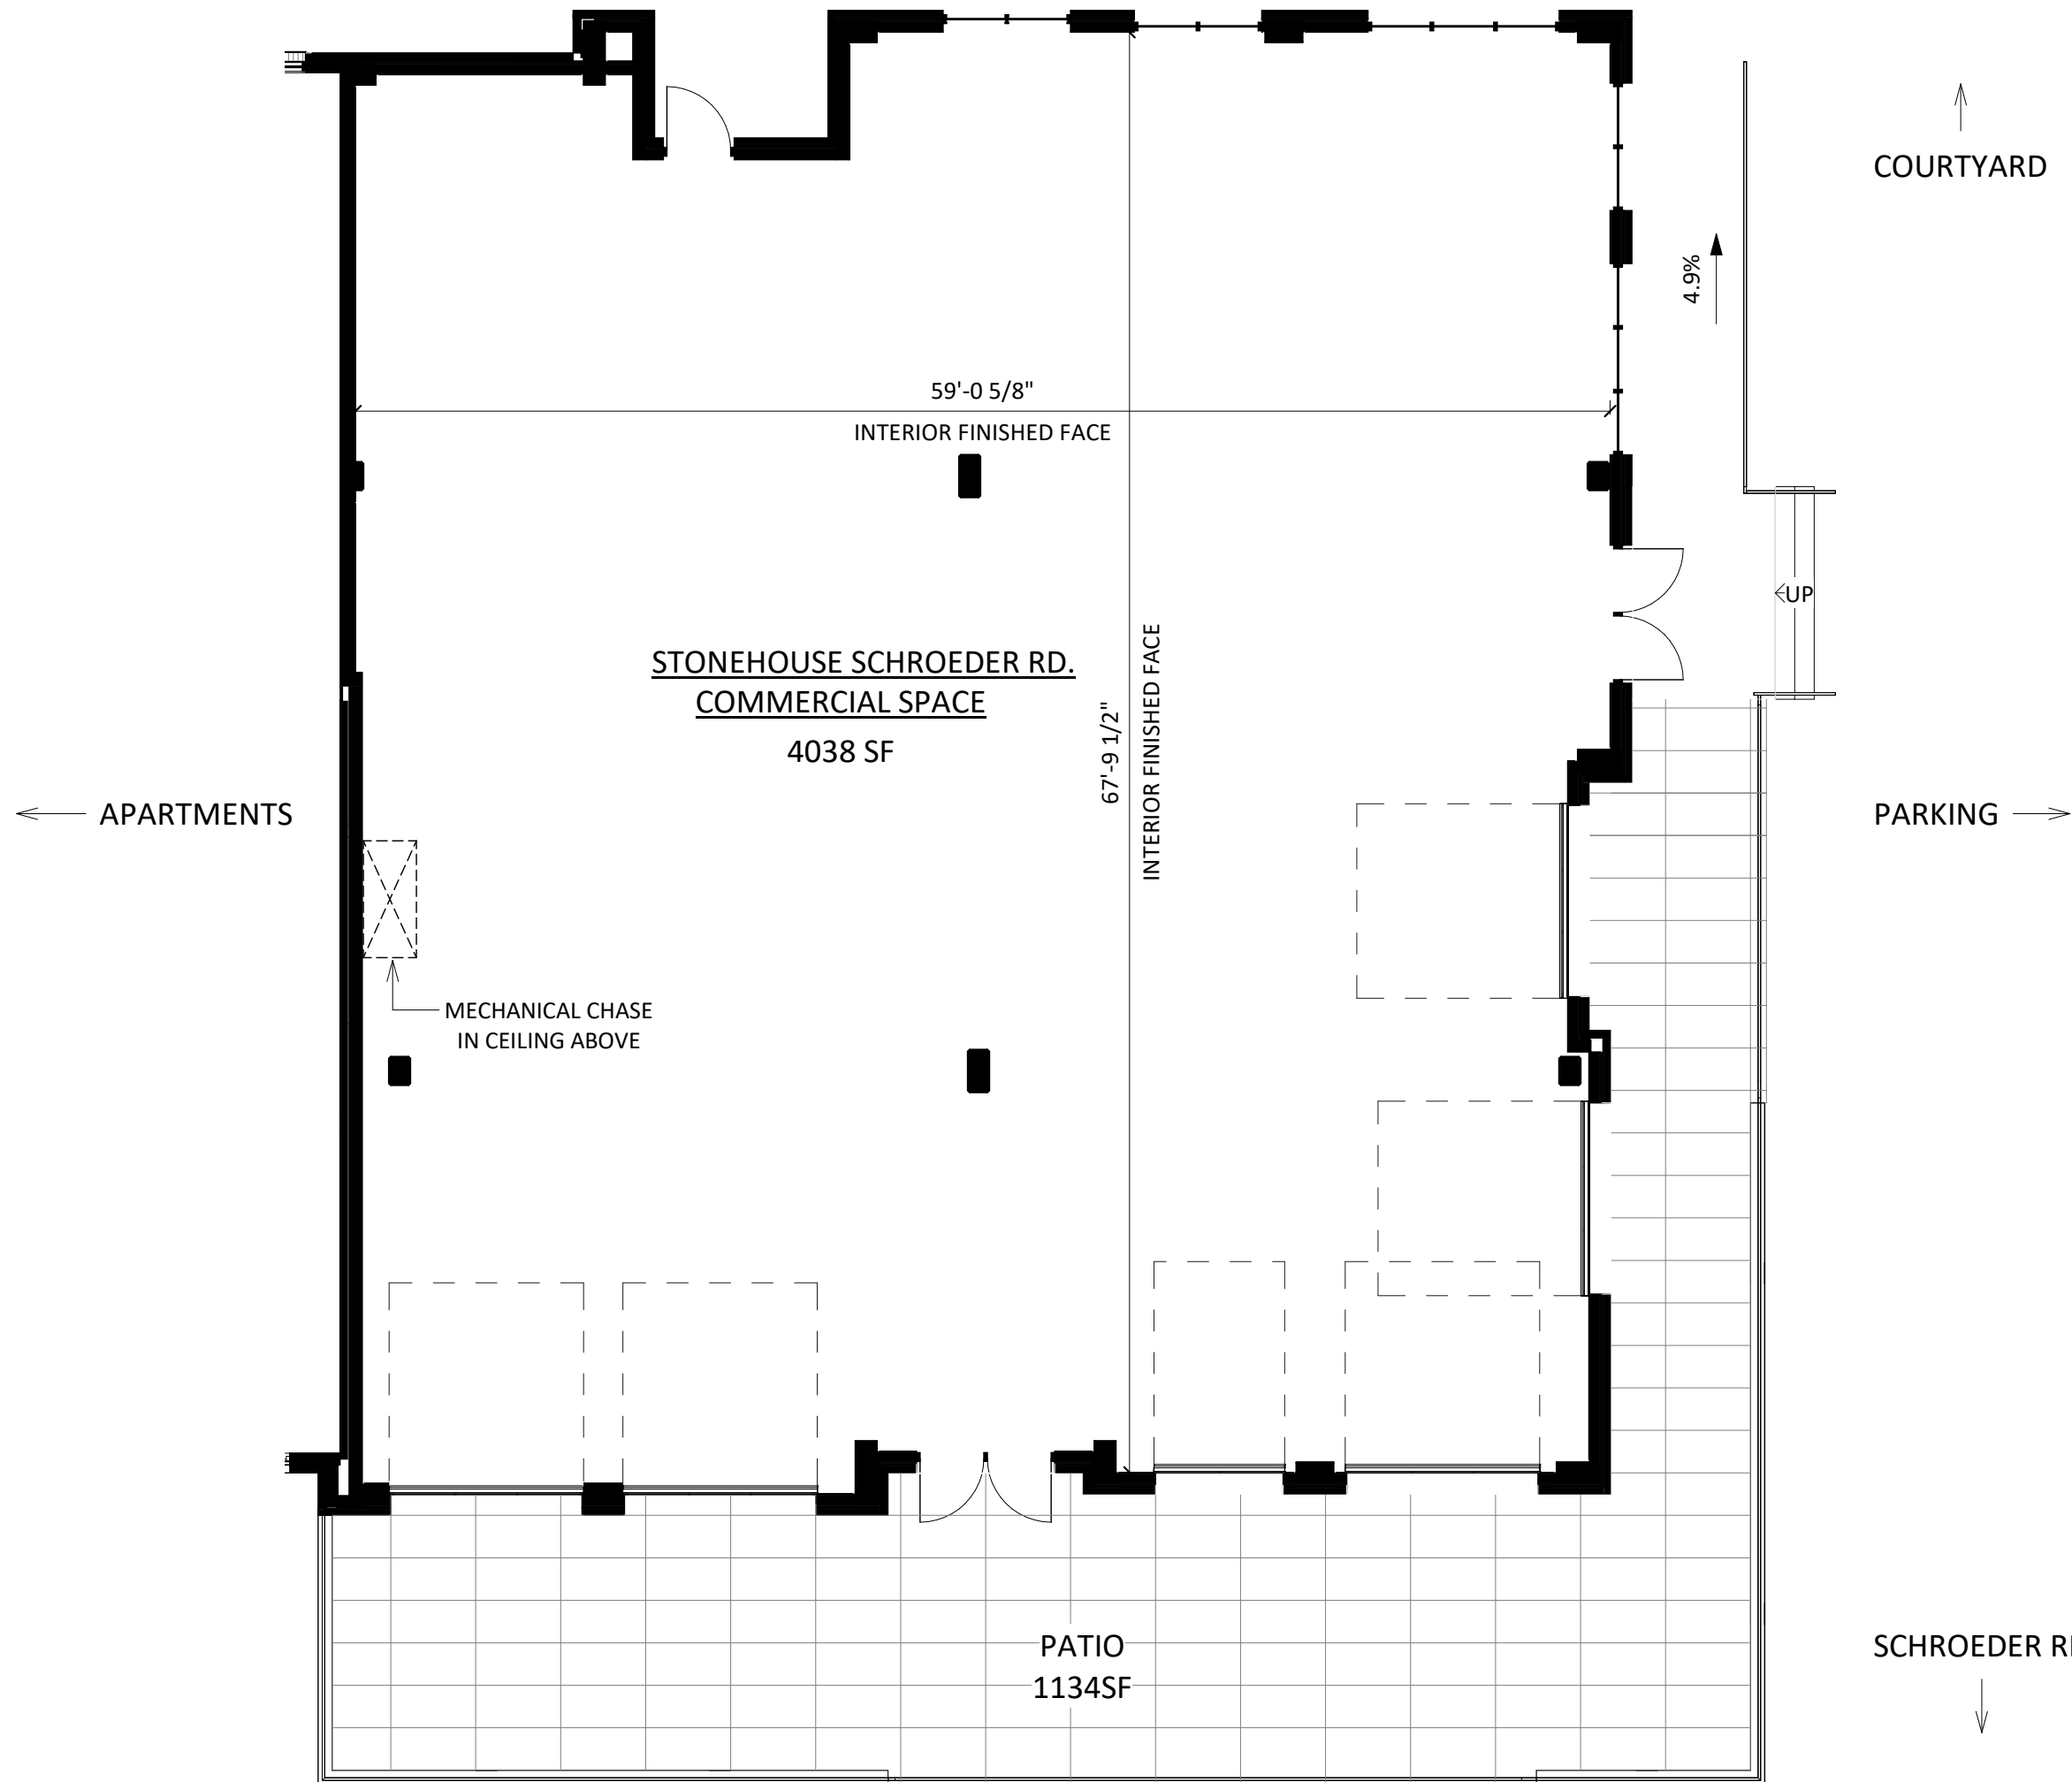 COURTYARD
4.9%
59'-0 5/8"
INTERIOR FINISHED FACE
UP
STONEHOUSE SCHROEDER RD.
COMMERCIAL SPACE
4038 SF
67'-9 1/2"
INTERIOR FINISHED FACE
APARTMENTS
PARKING
MECHANICAL CHASE
IN CEILING ABOVE
PATIO
1134SF
SCHROEDER